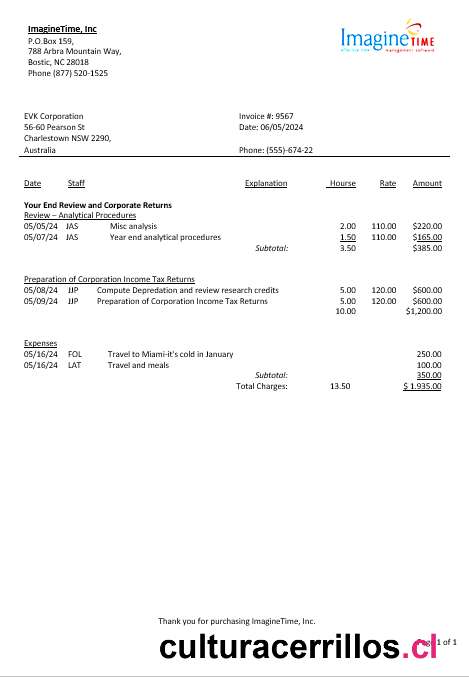 ImagineTime, Inc
P.O.Box 159,
788 Arbra Mountain Way,
Bostic, NC 28018
Phone (877) 520-1525
ImagineTIME
management software
EVK Corporation
Invoice #: 9567
56-60 Pearson St
Date: 06/05/2024
Charlestown NSW 2290,
Australia
Phone: (555)-674-22
Date Staff Explanation Hourse Rate Amount
Your End Review and Corporate Returns
Review – Analytical Procedures
05/05/24 JAS Misc analysis 2.00 110.00 $220.00
05/07/24 JAS Year end analytical procedures 1.50 110.00 $165.00
Subtotal: 3.50 $385.00
Preparation of Corporation Income Tax Returns
05/08/24 JJP Compute Depredation and review research credits 5.00 120.00 $600.00
05/09/24 JJP Preparation of Corporation Income Tax Returns 5.00 120.00 $600.00
10.00 $1,200.00
Expenses
05/16/24 FOL Travel to Miami-it's cold in January 250.00
05/16/24 LAT Travel and meals 100.00
Subtotal: 350.00
Total Charges: 13.50 $ 1.935.00
Thank you for purchasing ImagineTime, Inc.
culturacerrillos.cl
1 of 1